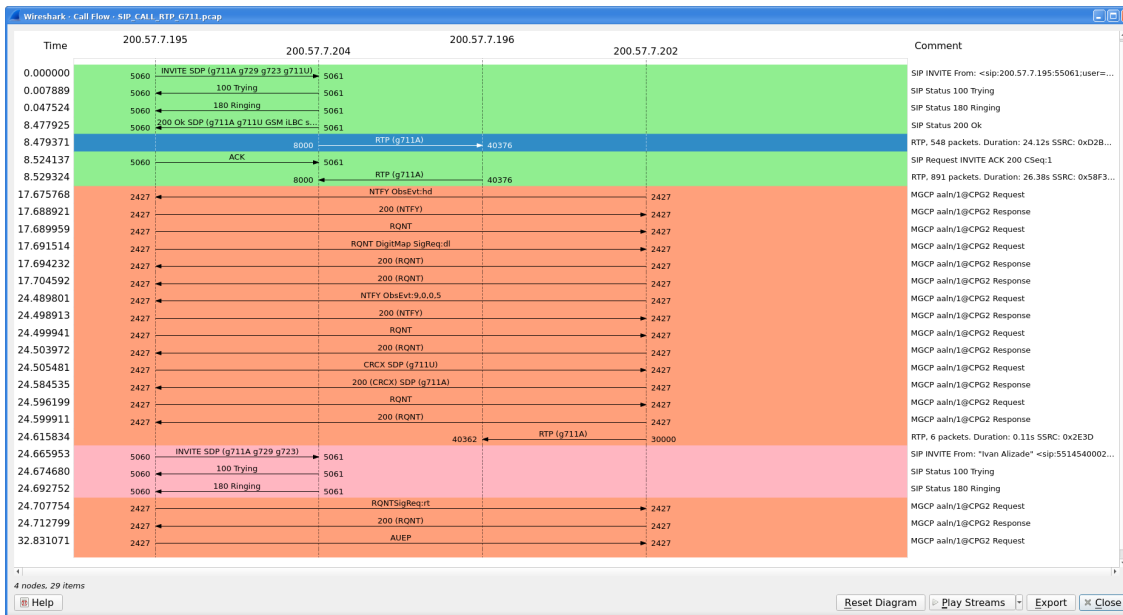 Wireshark · Call Flow · SIP_CALL_RTP_G711.pcap
Time 200.57.7.195 200.57.7.204 200.57.7.196 200.57.7.202 Comment
0.000000 5060 INVITE SDP (g711A g729 g723 g711U) 5061 SIP INVITE From: <sip:200.57.7.195:55061;user=...
0.007889 5060 100 Trying 5061 SIP Status 100 Trying
0.047524 5060 180 Ringing 5061 SIP Status 180 Ringing
8.477925 5060 200 Ok SDP (g711A g711U GSM iLBC s... 5061 SIP Status 200 Ok
8.479371 8000 RTP (g711A) 40376 RTP, 548 packets. Duration: 24.12s SSRC: 0xD2B...
8.524137 5060 ACK 5061 SIP Request INVITE ACK 200 CSeq:1
8.529324 8000 RTP (g711A) 40376 RTP, 891 packets. Duration: 26.38s SSRC: 0x58F3...
17.675768 2427 NTFY ObsEvt:hd 2427 MGCP aaln/1@CPG2 Request
17.688921 2427 200 (NTFY) 2427 MGCP aaln/1@CPG2 Response
17.689959 2427 RQNT 2427 MGCP aaln/1@CPG2 Request
17.691514 2427 RQNT DigitMap SigReq:dl 2427 MGCP aaln/1@CPG2 Request
17.694232 2427 200 (RQNT) 2427 MGCP aaln/1@CPG2 Response
17.704592 2427 200 (RQNT) 2427 MGCP aaln/1@CPG2 Response
24.489801 2427 NTFY ObsEvt:9,0,0,5 2427 MGCP aaln/1@CPG2 Request
24.498913 2427 200 (NTFY) 2427 MGCP aaln/1@CPG2 Response
24.499941 2427 RQNT 2427 MGCP aaln/1@CPG2 Request
24.503972 2427 200 (RQNT) 2427 MGCP aaln/1@CPG2 Response
24.505481 2427 CRCX SDP (g711U) 2427 MGCP aaln/1@CPG2 Request
24.584535 2427 200 (CRCX) SDP (g711A) 2427 MGCP aaln/1@CPG2 Response
24.596199 2427 RQNT 2427 MGCP aaln/1@CPG2 Request
24.599911 2427 200 (RQNT) 2427 MGCP aaln/1@CPG2 Response
24.615834 40362 RTP (g711A) 30000 RTP, 6 packets. Duration: 0.11s SSRC: 0x2E3D
24.665953 5060 INVITE SDP (g711A g729 g723) 5061 SIP INVITE From: "Ivan Alizade" <sip:5514540002...
24.674680 5060 100 Trying 5061 SIP Status 100 Trying
24.692752 5060 180 Ringing 5061 SIP Status 180 Ringing
24.707754 2427 RQNTSigReq:rt 2427 MGCP aaln/1@CPG2 Request
24.712799 2427 200 (RQNT) 2427 MGCP aaln/1@CPG2 Response
32.831071 2427 AUEP 2427 MGCP aaln/1@CPG2 Request
4 nodes, 29 items
Help Reset Diagram Play Streams Export Close